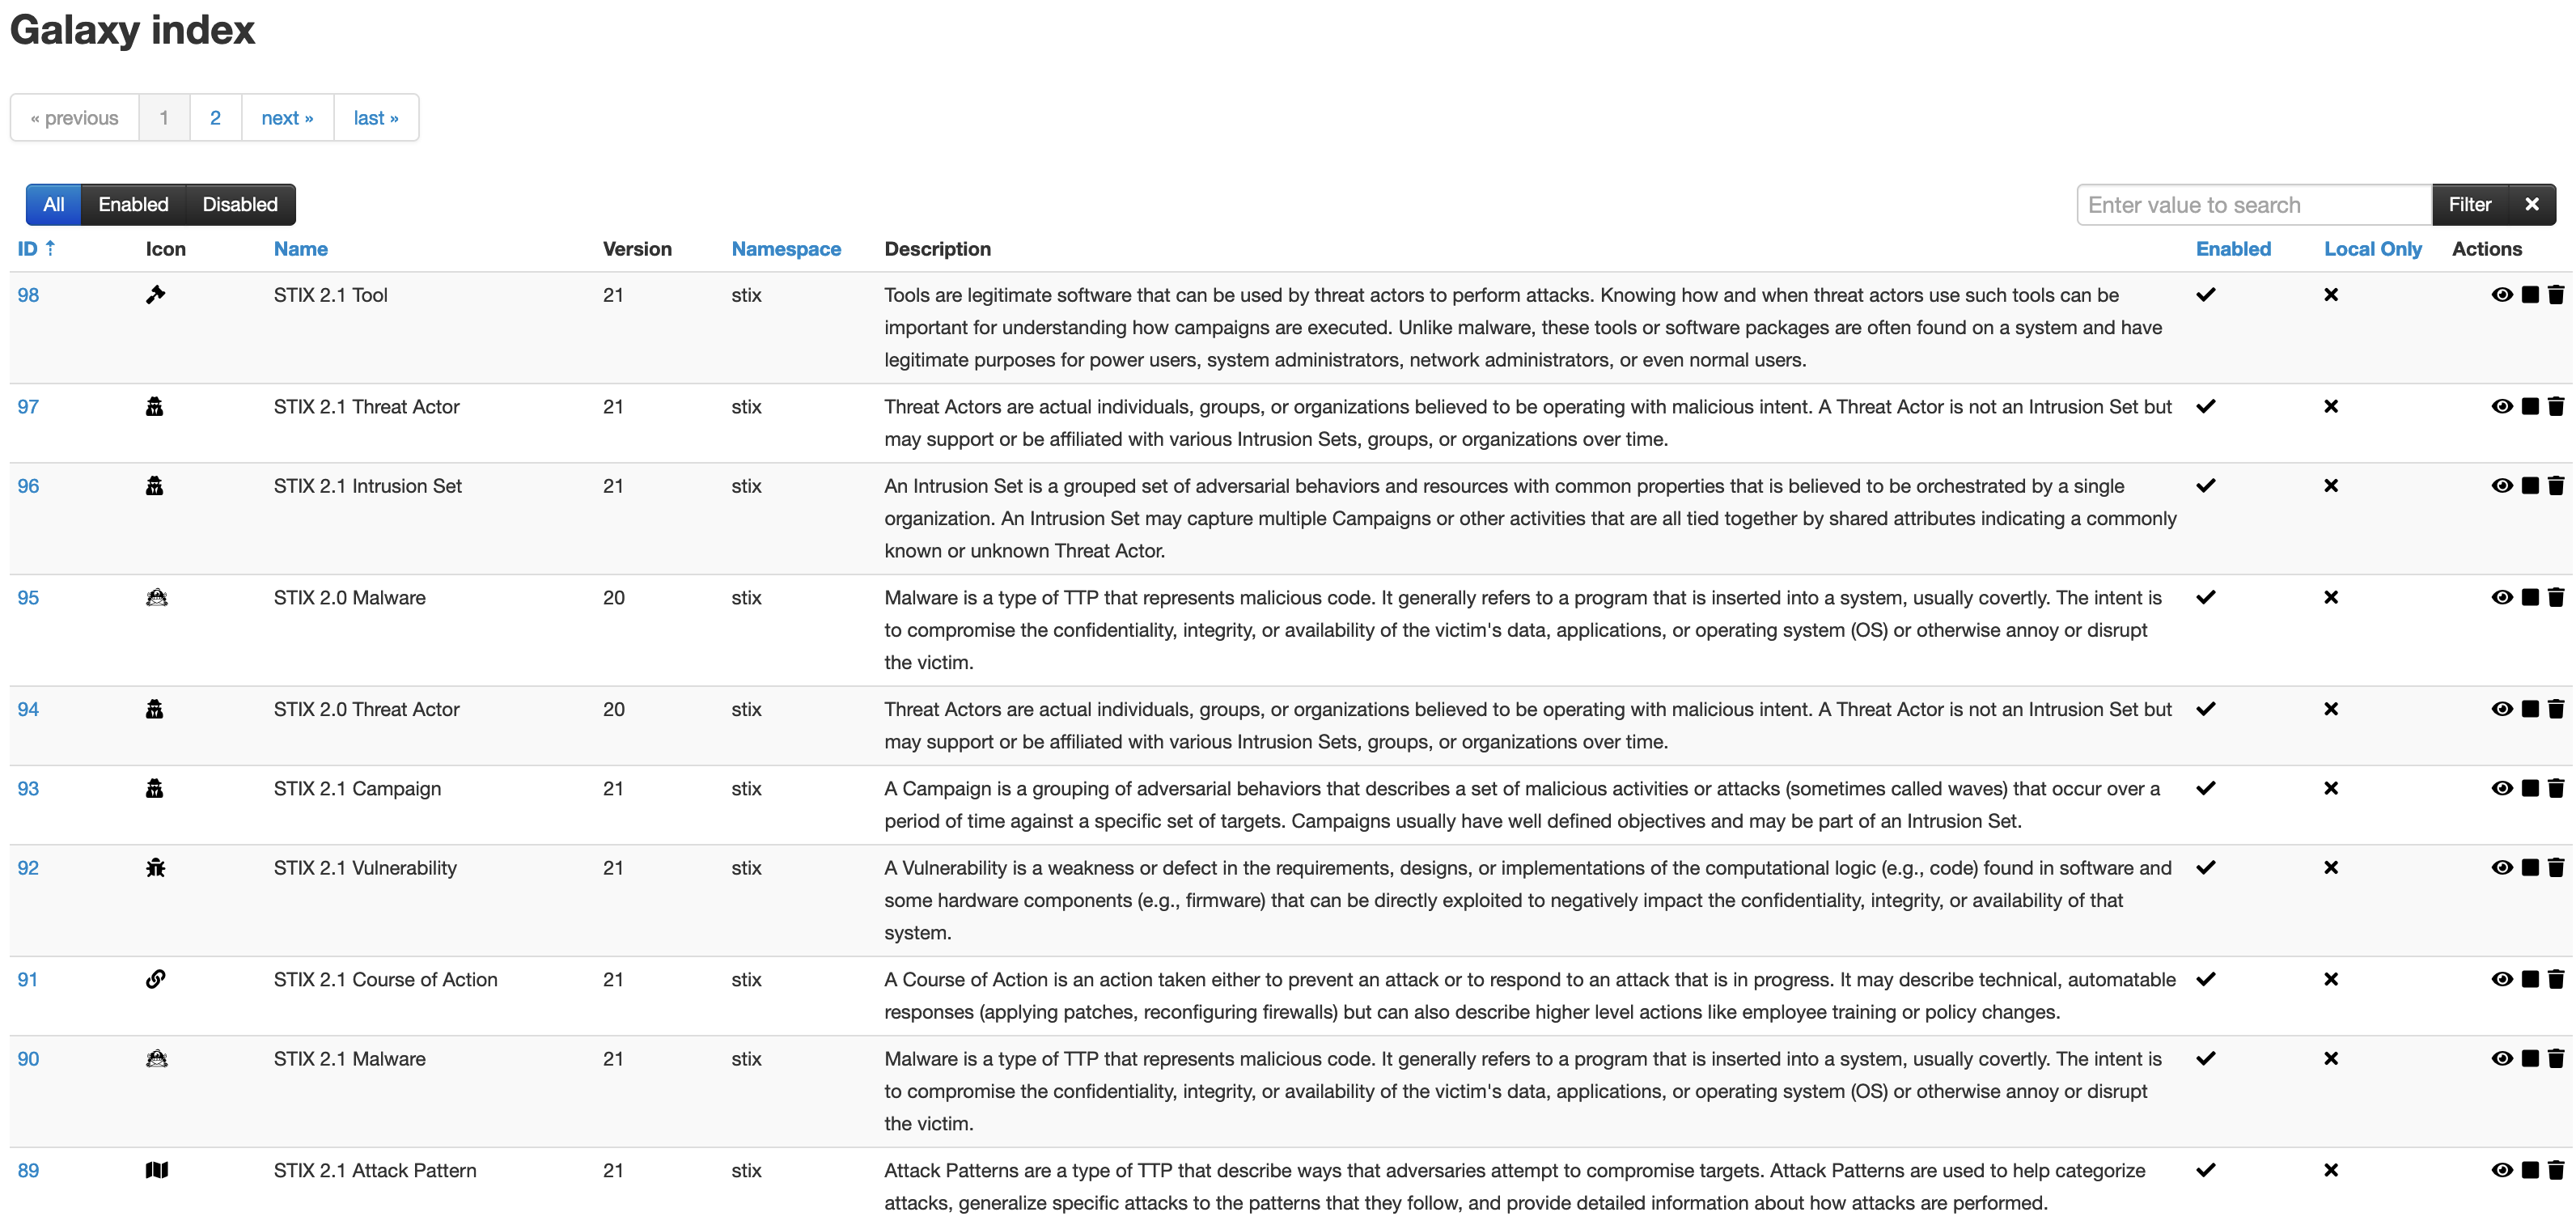 Galaxy index
« previous 1 2 next » last »
All Enabled Disabled Enter value to search Filter
ID Icon Name Version Namespace Description Enabled Local Only Actions
98 STIX 2.1 Tool 21 stix Tools are legitimate software that can be used by threat actors to perform attacks. Knowing how and when threat actors use such tools can be
important for understanding how campaigns are executed. Unlike malware, these tools or software packages are often found on a system and have
legitimate purposes for power users, system administrators, network administrators, or even normal users.
97 STIX 2.1 Threat Actor 21 stix Threat Actors are actual individuals, groups, or organizations believed to be operating with malicious intent. A Threat Actor is not an Intrusion Set but
may support or be affiliated with various Intrusion Sets, groups, or organizations over time.
96 STIX 2.1 Intrusion Set 21 stix An Intrusion Set is a grouped set of adversarial behaviors and resources with common properties that is believed to be orchestrated by a single
organization. An Intrusion Set may capture multiple Campaigns or other activities that are all tied together by shared attributes indicating a commonly
known or unknown Threat Actor.
95 STIX 2.0 Malware 20 stix Malware is a type of TTP that represents malicious code. It generally refers to a program that is inserted into a system, usually covertly. The intent is
to compromise the confidentiality, integrity, or availability of the victim's data, applications, or operating system (OS) or otherwise annoy or disrupt
the victim.
94 STIX 2.0 Threat Actor 20 stix Threat Actors are actual individuals, groups, or organizations believed to be operating with malicious intent. A Threat Actor is not an Intrusion Set but
may support or be affiliated with various Intrusion Sets, groups, or organizations over time.
93 STIX 2.1 Campaign 21 stix A Campaign is a grouping of adversarial behaviors that describes a set of malicious activities or attacks (sometimes called waves) that occur over a
period of time against a specific set of targets. Campaigns usually have well defined objectives and may be part of an Intrusion Set.
92 STIX 2.1 Vulnerability 21 stix A Vulnerability is a weakness or defect in the requirements, designs, or implementations of the computational logic (e.g., code) found in software and
some hardware components (e.g., firmware) that can be directly exploited to negatively impact the confidentiality, integrity, or availability of that
system.
91 STIX 2.1 Course of Action 21 stix A Course of Action is an action taken either to prevent an attack or to respond to an attack that is in progress. It may describe technical, automatable
responses (applying patches, reconfiguring firewalls) but can also describe higher level actions like employee training or policy changes.
90 STIX 2.1 Malware 21 stix Malware is a type of TTP that represents malicious code. It generally refers to a program that is inserted into a system, usually covertly. The intent is
to compromise the confidentiality, integrity, or availability of the victim's data, applications, or operating system (OS) or otherwise annoy or disrupt
the victim.
89 STIX 2.1 Attack Pattern 21 stix Attack Patterns are a type of TTP that describe ways that adversaries attempt to compromise targets. Attack Patterns are used to help categorize
attacks, generalize specific attacks to the patterns that they follow, and provide detailed information about how attacks are performed.